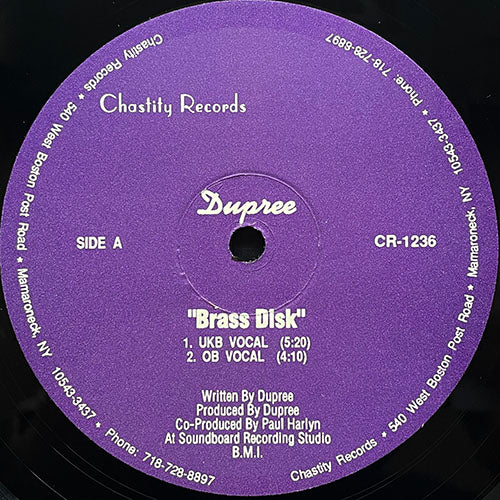 Chastity Records
Dupree
SIDE A
CR-1236
"Brass Disk"
1. UKB VOCAL (5:20)
2. OB VOCAL (4:10)
Written By Dupree
Produced By Dupree
Co-Produced By Paul Harlyn
At Soundboard Recording Studio
B.M.I.
Chastity Records * 540 West Boston Post Road * Mamaroneck, NY 10543-3437 * Phone: 718-728-8897
Chastity Records * 540 West Boston Post Road * Mamaroneck, NY 10543-3437 * Phone: 718-728-8897